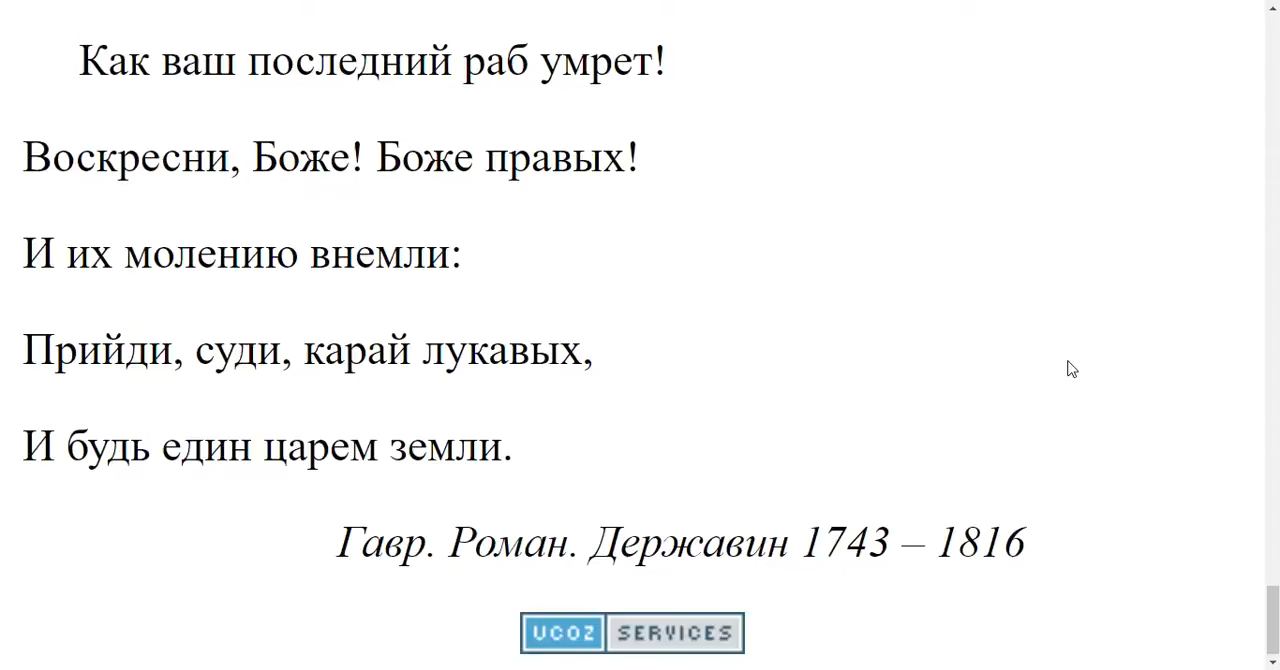 Как ваш последний раб умрет!
Воскресни, Боже! Боже правых!
И их молению внемли:
Прийди, суди, карай лукавых,
И будь един царем земли.
Гавр. Роман. Державин 1743 – 1816
UCOZ SERVICES